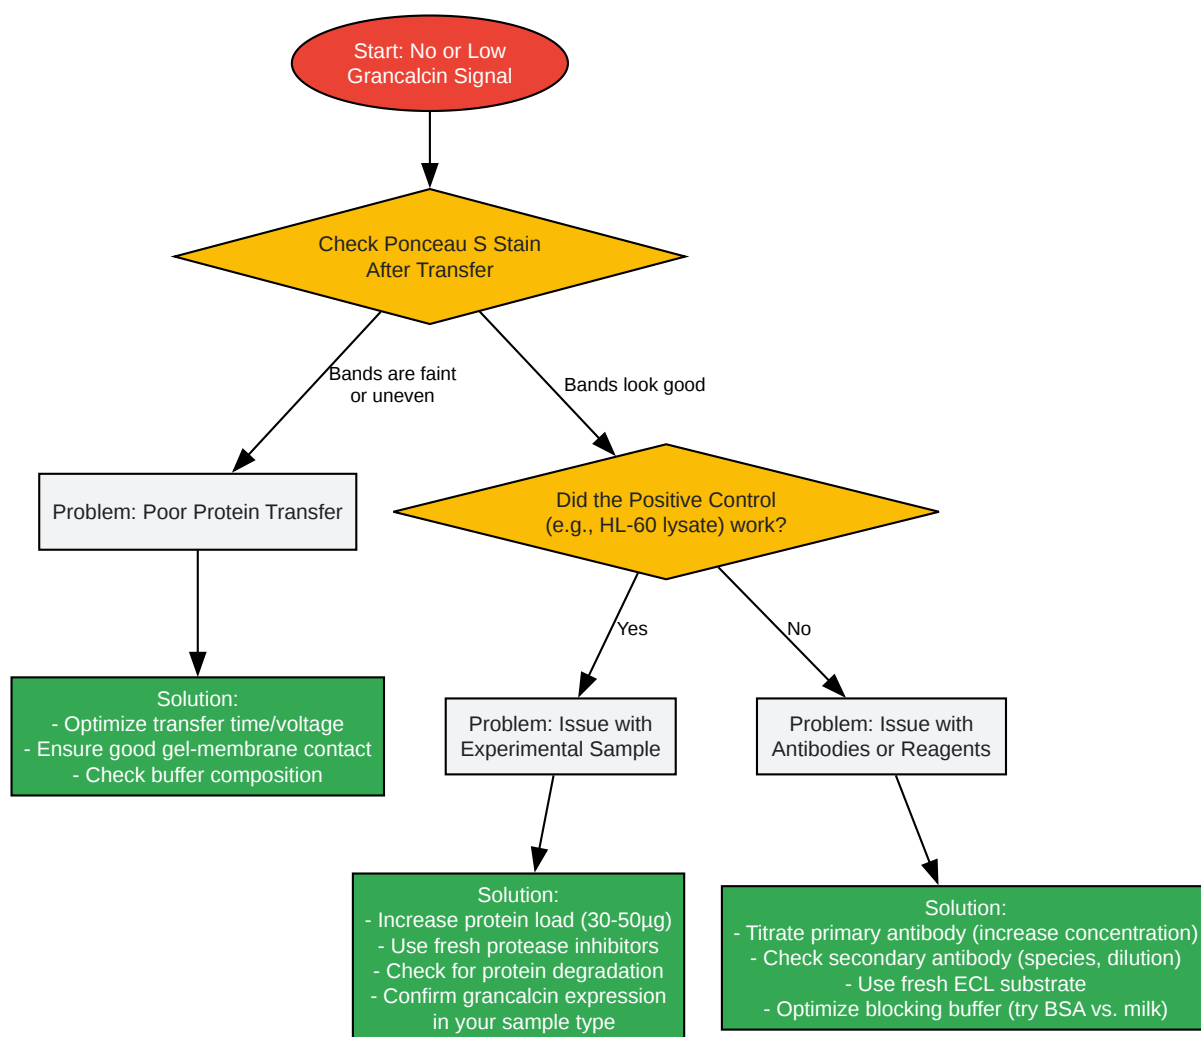 Start: No or Low
Grancalcin Signal
Check Ponceau S Stain
After Transfer
Bands are faint
or uneven
Bands look good
Problem: Poor Protein Transfer
Did the Positive Control
(e.g., HL-60 lysate) work?
Yes
No
Solution:
- Optimize transfer time/voltage
- Ensure good gel-membrane contact
- Check buffer composition
Problem: Issue with
Experimental Sample
Problem: Issue with
Antibodies or Reagents
Solution:
- Increase protein load (30-50µg)
- Use fresh protease inhibitors
- Check for protein degradation
- Confirm grancalcin expression
in your sample type
Solution:
- Titrate primary antibody (increase concentration)
- Check secondary antibody (species, dilution)
- Use fresh ECL substrate
- Optimize blocking buffer (try BSA vs. milk)